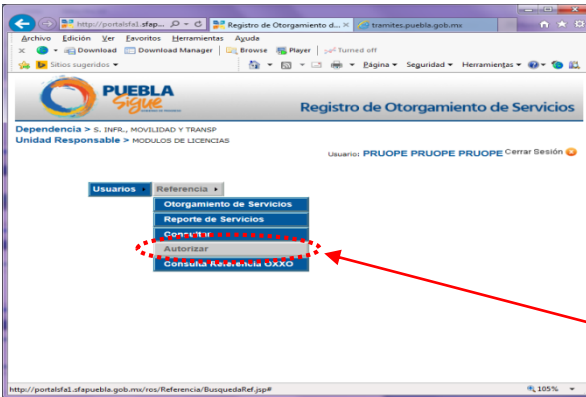 http://portalsfa1.sfap...
Registro de Otorgamiento d...
tramites.puebla.gob.mx
Archivo Edición Ver Favoritos Herramientas Ayuda
Download Download Manager Browse Player Turned off
Sitios sugeridos Página Seguridad Herramientas
PUEBLA
Sigue
Registro de Otorgamiento de Servicios
Dependencia > S. INFR., MOVILIDAD Y TRANSP
Unidad Responsable > MODULOS DE LICENCIAS
Usuario: PRUOPE PRUOPE PRUOPE Cerrar Sesión
Usuarios Referencia
Otorgamiento de Servicios
Reporte de Servicios
Consultar
Autorizar
Consulta Referencia OXXO
http://portalsfa1.sfapuebla.gob.mx/ros/Referencia/BusquedaRef.jsp#
105%